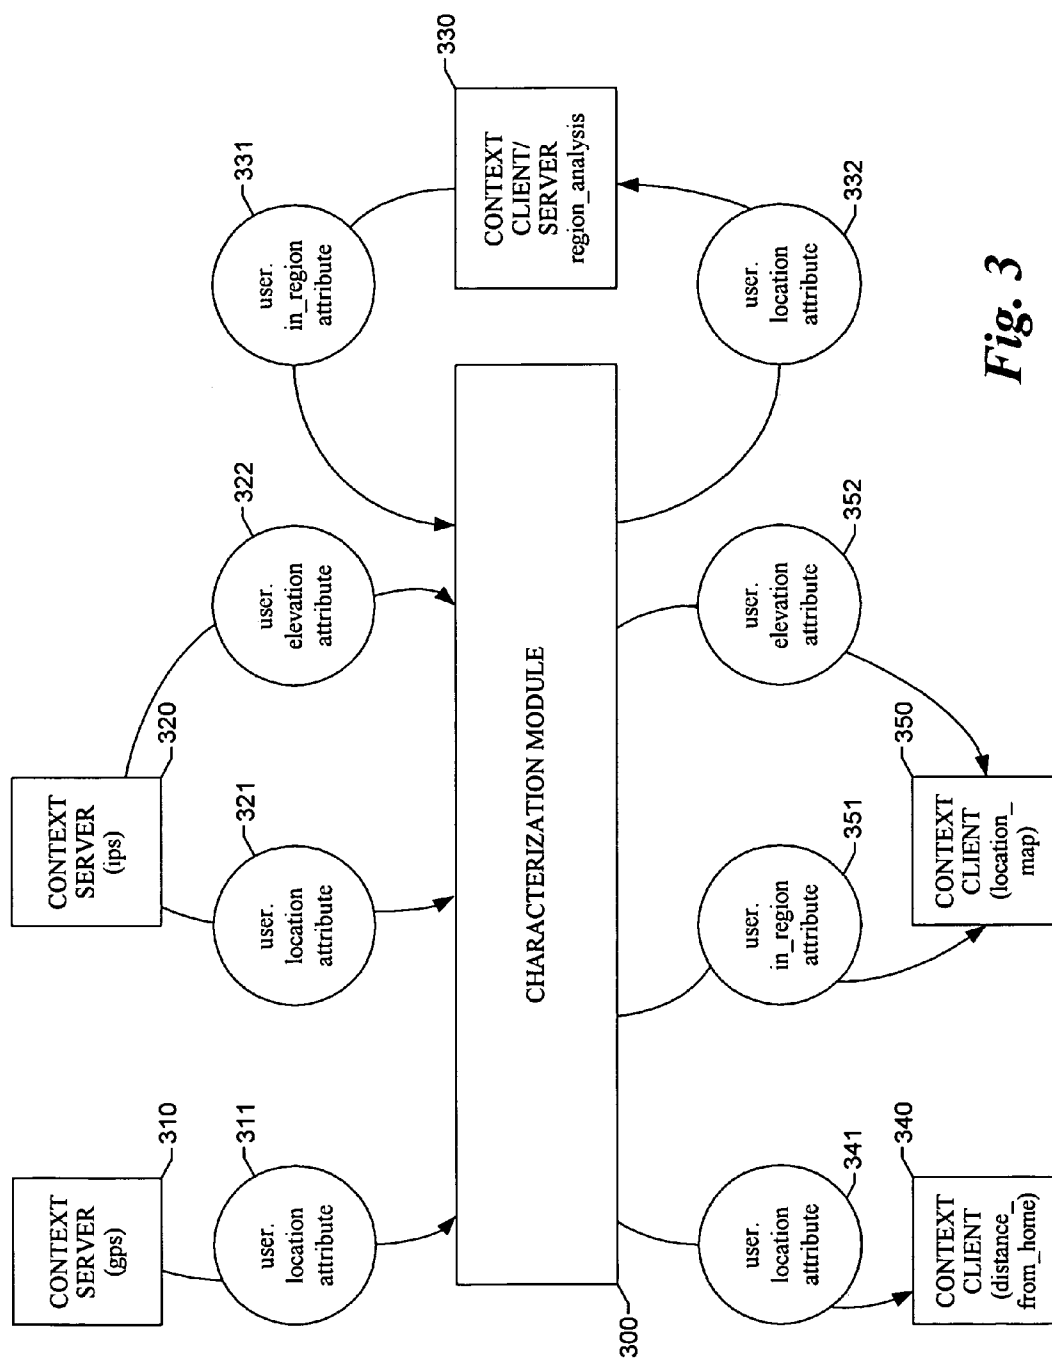 CONTEXT
SERVER
(gps)
310
311
user.
location
attribute
CONTEXT
SERVER
(ips)
320
321
user.
location
attribute
322
user.
elevation
attribute
331
user.
in_region
attribute
330
CONTEXT
CLIENT/
SERVER
region_analysis
332
user.
location
attribute
CHARACTERIZATION MODULE
300
341
user.
location
attribute
340
CONTEXT
CLIENT
(distance_
from_home)
351
user.
in_region
attribute
352
user.
elevation
attribute
350
CONTEXT
CLIENT
(location_
map)
Fig. 3